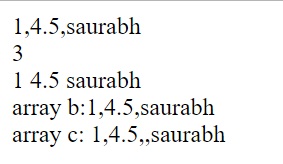 1,4.5,saurabh
3
1 4.5 saurabh
array b:1,4.5,saurabh
array c: 1,4.5,,saurabh